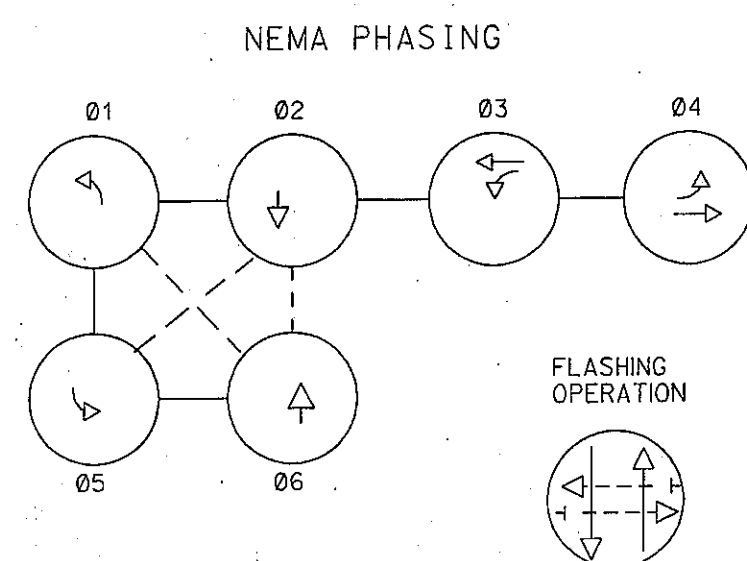 NEMA PHASING
Ø1
Ø2
Ø3
Ø4
Ø5
Ø6
FLASHING
OPERATION